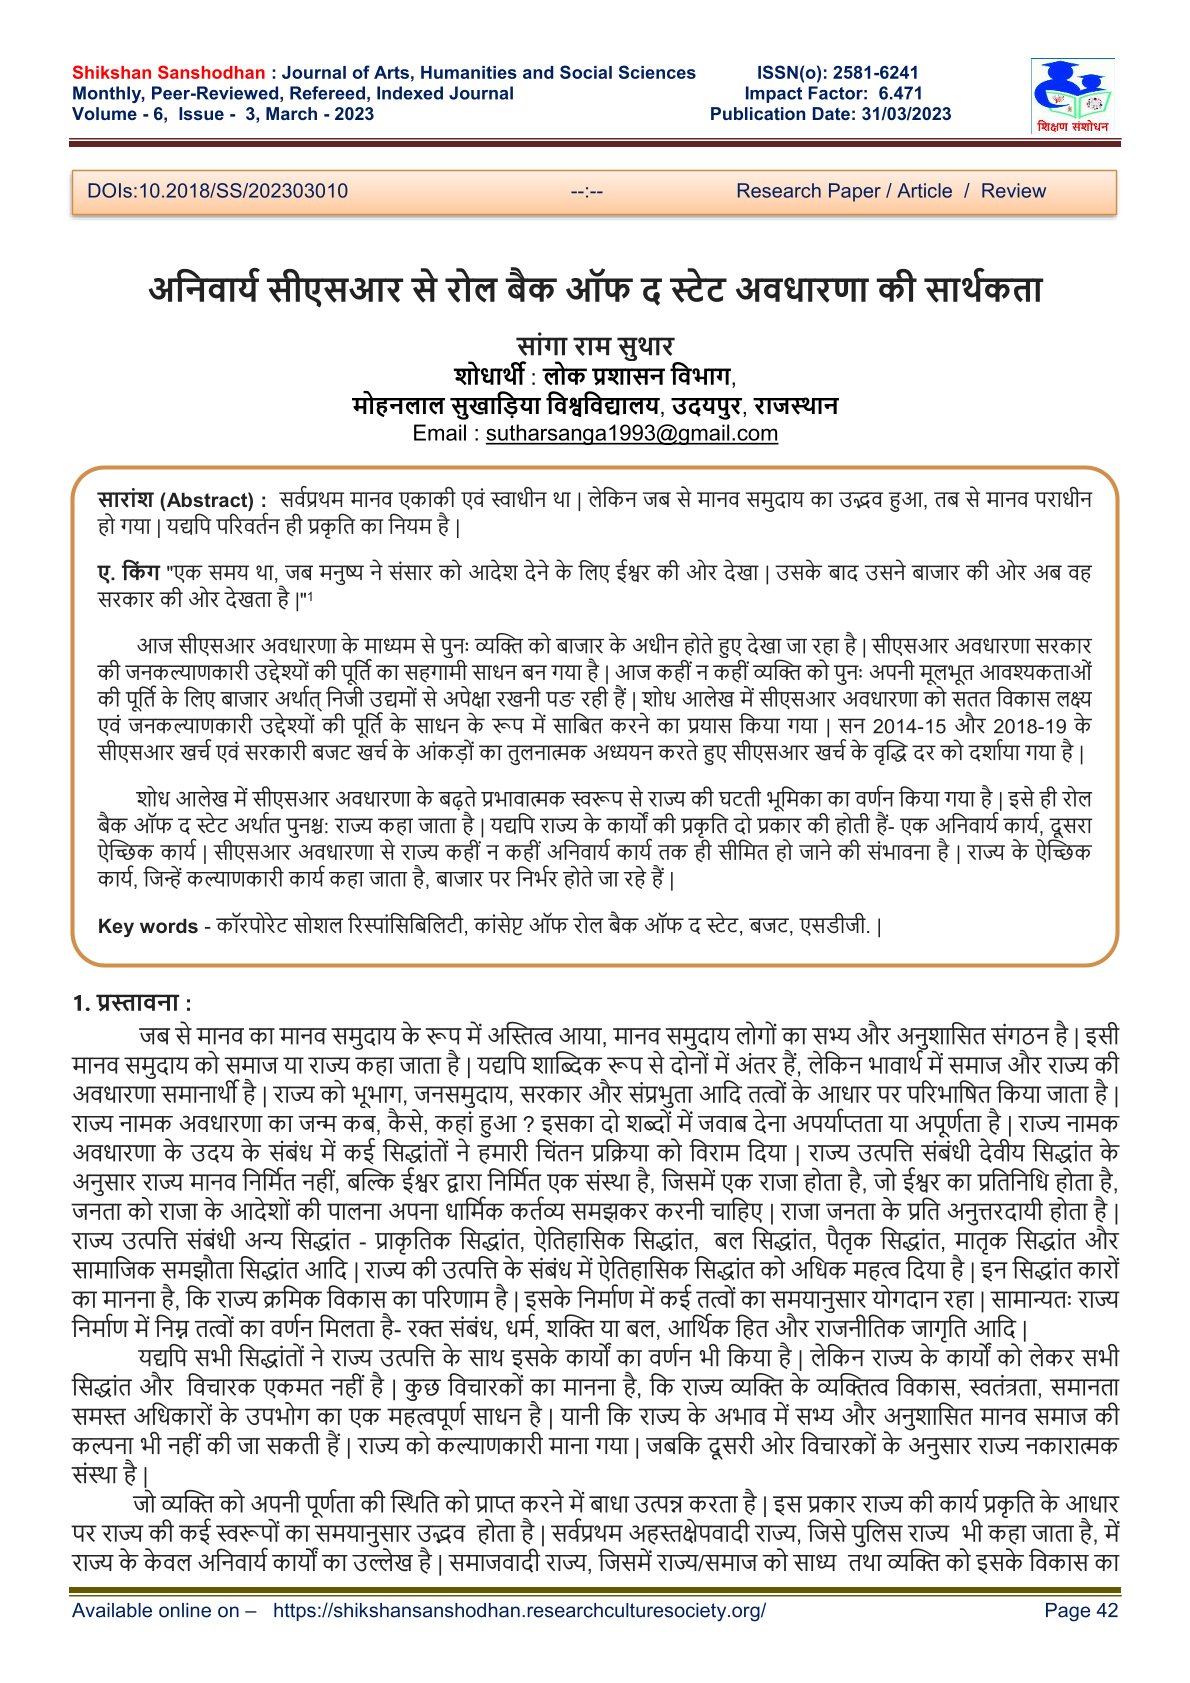 Shikshan Sanshodhan : Journal of Arts, Humanities and Social Sciences ISSN(o): 2581-6241
Monthly, Peer-Reviewed, Refereed, Indexed Journal Impact Factor: 6.471
Volume - 6, Issue - 3, March - 2023 Publication Date: 31/03/2023
शिक्षण संशोधन
DOIs:10.2018/SS/202303010 --:-- Research Paper / Article / Review
अनिवार्य सीएसआर से रोल बैक ऑफ द स्टेट अवधारणा की सार्थकता
सांगा राम सुथार
शोधार्थी : लोक प्रशासन विभाग,
मोहनलाल सुखाड़िया विश्वविद्यालय, उदयपुर, राजस्थान
Email : sutharsanga1993@gmail.com
सारांश (Abstract) : सर्वप्रथम मानव एकाकी एवं स्वाधीन था | लेकिन जब से मानव समुदाय का उद्भव हुआ, तब से मानव पराधीन
हो गया | यद्यपि परिवर्तन ही प्रकृति का नियम है |
ए. किंग "एक समय था, जब मनुष्य ने संसार को आदेश देने के लिए ईश्वर की ओर देखा | उसके बाद उसने बाजार की ओर अब वह
सरकार की ओर देखता है |"¹
आज सीएसआर अवधारणा के माध्यम से पुनः व्यक्ति को बाजार के अधीन होते हुए देखा जा रहा है | सीएसआर अवधारणा सरकार
की जनकल्याणकारी उद्देश्यों की पूर्ति का सहगामी साधन बन गया है | आज कहीं न कहीं व्यक्ति को पुनः अपनी मूलभूत आवश्यकताओं
की पूर्ति के लिए बाजार अर्थात् निजी उद्यमों से अपेक्षा रखनी पङ रही हैं | शोध आलेख में सीएसआर अवधारणा को सतत विकास लक्ष्य
एवं जनकल्याणकारी उद्देश्यों की पूर्ति के साधन के रूप में साबित करने का प्रयास किया गया | सन 2014-15 और 2018-19 के
सीएसआर खर्च एवं सरकारी बजट खर्च के आंकड़ों का तुलनात्मक अध्ययन करते हुए सीएसआर खर्च के वृद्धि दर को दर्शाया गया है |
शोध आलेख में सीएसआर अवधारणा के बढ़ते प्रभावात्मक स्वरूप से राज्य की घटती भूमिका का वर्णन किया गया है | इसे ही रोल
बैक ऑफ द स्टेट अर्थात पुनश्च: राज्य कहा जाता है | यद्यपि राज्य के कार्यों की प्रकृति दो प्रकार की होती हैं- एक अनिवार्य कार्य, दूसरा
ऐच्छिक कार्य | सीएसआर अवधारणा से राज्य कहीं न कहीं अनिवार्य कार्य तक ही सीमित हो जाने की संभावना है | राज्य के ऐच्छिक
कार्य, जिन्हें कल्याणकारी कार्य कहा जाता है, बाजार पर निर्भर होते जा रहे हैं |
Key words - कॉरपोरेट सोशल रिस्पांसिबिलिटी, कांसेप्ट ऑफ रोल बैक ऑफ द स्टेट, बजट, एसडीजी. |
1. प्रस्तावना :
जब से मानव का मानव समुदाय के रूप में अस्तित्व आया, मानव समुदाय लोगों का सभ्य और अनुशासित संगठन है | इसी
मानव समुदाय को समाज या राज्य कहा जाता है | यद्यपि शाब्दिक रूप से दोनों में अंतर हैं, लेकिन भावार्थ में समाज और राज्य की
अवधारणा समानार्थी है | राज्य को भूभाग, जनसमुदाय, सरकार और संप्रभुता आदि तत्वों के आधार पर परिभाषित किया जाता है |
राज्य नामक अवधारणा का जन्म कब, कैसे, कहां हुआ ? इसका दो शब्दों में जवाब देना अपर्याप्तता या अपूर्णता है | राज्य नामक
अवधारणा के उदय के संबंध में कई सिद्धांतों ने हमारी चिंतन प्रक्रिया को विराम दिया | राज्य उत्पत्ति संबंधी देवीय सिद्धांत के
अनुसार राज्य मानव निर्मित नहीं, बल्कि ईश्वर द्वारा निर्मित एक संस्था है, जिसमें एक राजा होता है, जो ईश्वर का प्रतिनिधि होता है,
जनता को राजा के आदेशों की पालना अपना धार्मिक कर्तव्य समझकर करनी चाहिए | राजा जनता के प्रति अनुत्तरदायी होता है |
राज्य उत्पत्ति संबंधी अन्य सिद्धांत - प्राकृतिक सिद्धांत, ऐतिहासिक सिद्धांत, बल सिद्धांत, पैतृक सिद्धांत, मातृक सिद्धांत और
सामाजिक समझौता सिद्धांत आदि | राज्य की उत्पत्ति के संबंध में ऐतिहासिक सिद्धांत को अधिक महत्व दिया है | इन सिद्धांत कारों
का मानना है, कि राज्य क्रमिक विकास का परिणाम है | इसके निर्माण में कई तत्वों का समयानुसार योगदान रहा | सामान्यतः राज्य
निर्माण में निम्न तत्वों का वर्णन मिलता है- रक्त संबंध, धर्म, शक्ति या बल, आर्थिक हित और राजनीतिक जागृति आदि |
यद्यपि सभी सिद्धांतों ने राज्य उत्पत्ति के साथ इसके कार्यों का वर्णन भी किया है | लेकिन राज्य के कार्यों को लेकर सभी
सिद्धांत और विचारक एकमत नहीं है | कुछ विचारकों का मानना है, कि राज्य व्यक्ति के व्यक्तित्व विकास, स्वतंत्रता, समानता
समस्त अधिकारों के उपभोग का एक महत्वपूर्ण साधन है | यानी कि राज्य के अभाव में सभ्य और अनुशासित मानव समाज की
कल्पना भी नहीं की जा सकती हैं | राज्य को कल्याणकारी माना गया | जबकि दूसरी ओर विचारकों के अनुसार राज्य नकारात्मक
संस्था है |
जो व्यक्ति को अपनी पूर्णता की स्थिति को प्राप्त करने में बाधा उत्पन्न करता है | इस प्रकार राज्य की कार्य प्रकृति के आधार
पर राज्य की कई स्वरूपों का समयानुसार उद्भव होता है | सर्वप्रथम अहस्तक्षेपवादी राज्य, जिसे पुलिस राज्य भी कहा जाता है, में
राज्य के केवल अनिवार्य कार्यों का उल्लेख है | समाजवादी राज्य, जिसमें राज्य/समाज को साध्य तथा व्यक्ति को इसके विकास का
Available online on – https://shikshansanshodhan.researchculturesociety.org/ Page 42